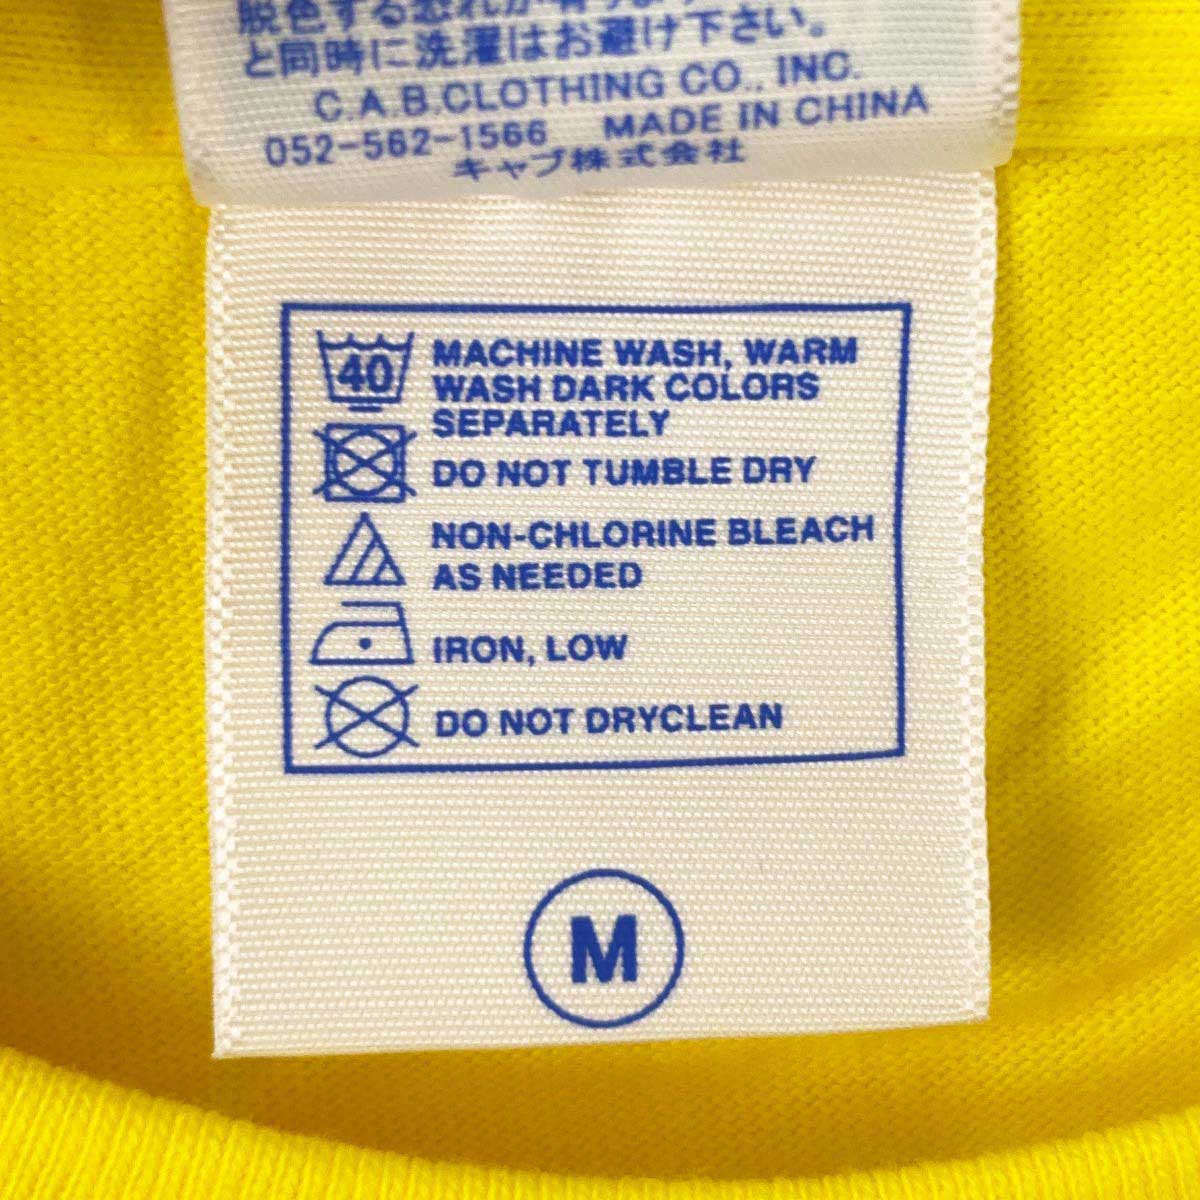 と同時に洗濯はお避け下さい。
C.A.B.CLOTHING CO., INC.
052-562-1566 MADE IN CHINA
キャブ株式会社
40 MACHINE WASH, WARM
WASH DARK COLORS
SEPARATELY
DO NOT TUMBLE DRY
NON-CHLORINE BLEACH
AS NEEDED
IRON, LOW
DO NOT DRYCLEAN
M